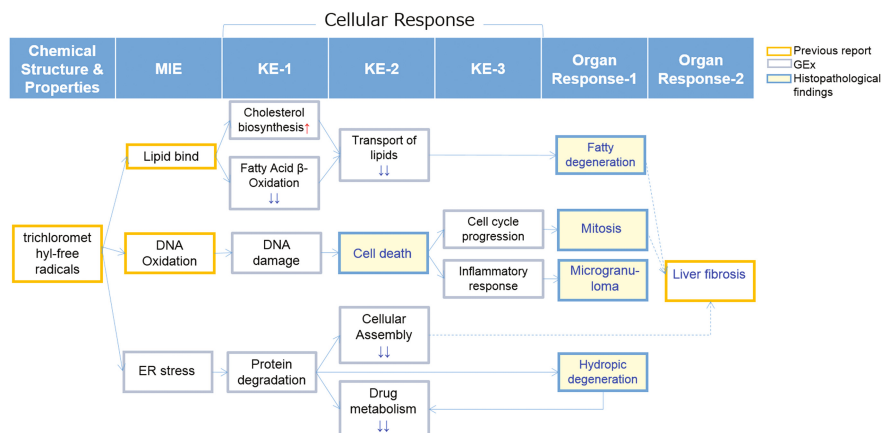 Cellular Response
Chemical
Structure &
Properties
MIE
KE-1
KE-2
KE-3
Organ
Response-1
Organ
Response-2
Previous report
GEx
Histopathological
findings
Cholesterol
biosynthesis↑
Lipid bind
Fatty Acid β-
Oxidation
↓↓
Transport of
lipids
↓↓
Fatty
degeneration
trichloromet
hyl-free
radicals
DNA
Oxidation
DNA
damage
Cell death
Cell cycle
progression
Mitosis
Inflammatory
response
Microgranu-
loma
Liver fibrosis
Cellular
Assembly
↓↓
ER stress
Protein
degradation
Hydropic
degeneration
Drug
metabolism
↓↓